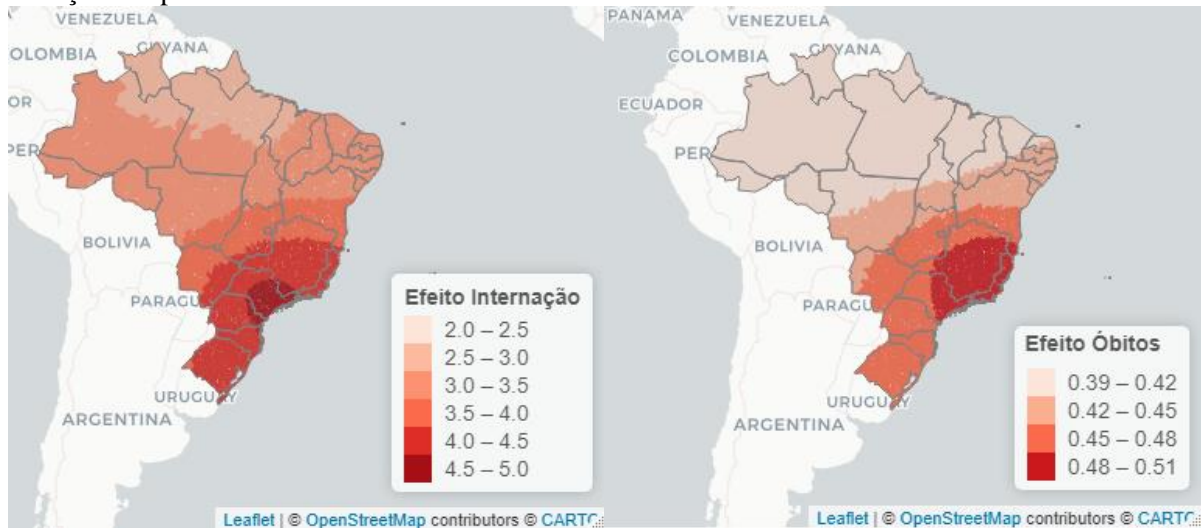 VENEZUELA
GUYANA
COLOMBIA
PER
BOLIVIA
PARAGU
URUGUAY
ARGENTINA
Efeito Internação
2.0 – 2.5
2.5 – 3.0
3.0 – 3.5
3.5 – 4.0
4.0 – 4.5
4.5 – 5.0
Leaflet | © OpenStreetMap contributors © CARTO
PANAMA
VENEZUELA
GUYANA
COLOMBIA
ECUADOR
PER
BOLIVIA
PARAGU
URUGUAY
ARGENTINA
Efeito Óbitos
0.39 – 0.42
0.42 – 0.45
0.45 – 0.48
0.48 – 0.51
Leaflet | © OpenStreetMap contributors © CARTO